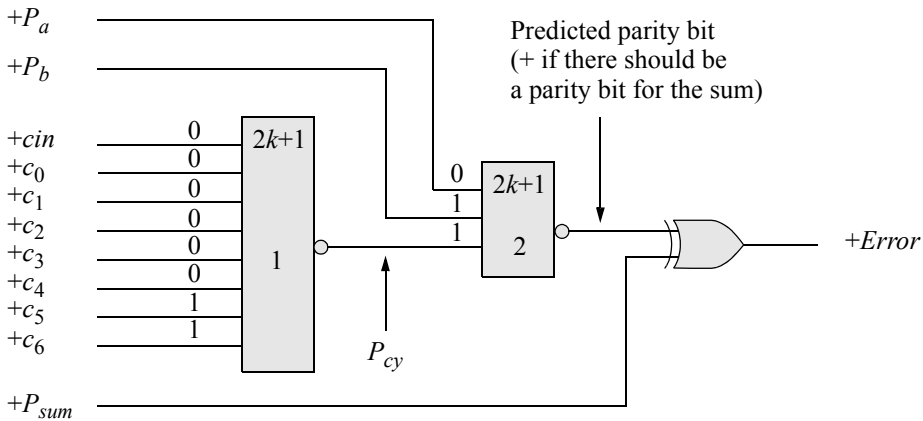 +P_a
+P_b
+cin
+c_0
+c_1
+c_2
+c_3
+c_4
+c_5
+c_6
+P_sum
0
0
0
0
0
0
1
1
2k+1
1
P_cy
0
1
1
2k+1
2
Predicted parity bit
(+ if there should be
a parity bit for the sum)
+Error